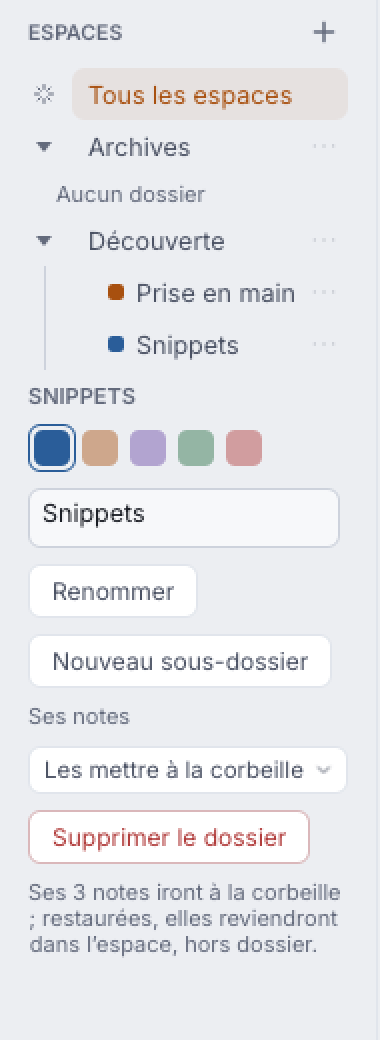 ESPACES
Tous les espaces
Archives
Aucun dossier
Découverte
Prise en main
Snippets
SNIPPETS
Snippets
Renommer
Nouveau sous-dossier
Ses notes
Les mettre à la corbeille
Supprimer le dossier
Ses 3 notes iront à la corbeille
; restaurées, elles reviendront
dans l’espace, hors dossier.